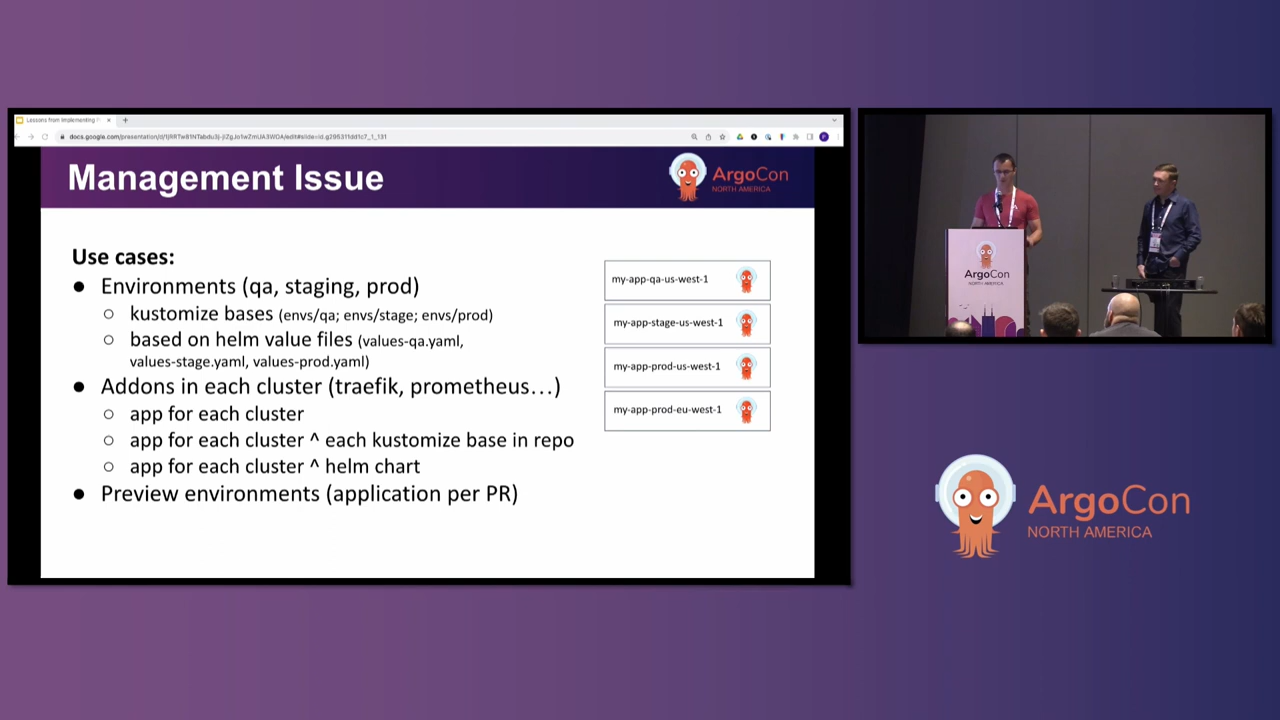 Lessons from Implementing
Management Issue
ArgoCon
NORTH AMERICA
Use cases:
● Environments (qa, staging, prod)
○ kustomize bases (envs/qa; envs/stage; envs/prod)
○ based on helm value files (values-qa.yaml,
values-stage.yaml, values-prod.yaml)
● Addons in each cluster (traefik, prometheus…)
○ app for each cluster
○ app for each cluster ^ each kustomize base in repo
○ app for each cluster ^ helm chart
● Preview environments (application per PR)
my-app-qa-us-west-1
my-app-stage-us-west-1
my-app-prod-us-west-1
my-app-prod-eu-west-1
ArgoCon
NORTH AMERICA
ArgoCon
NORTH AMERICA